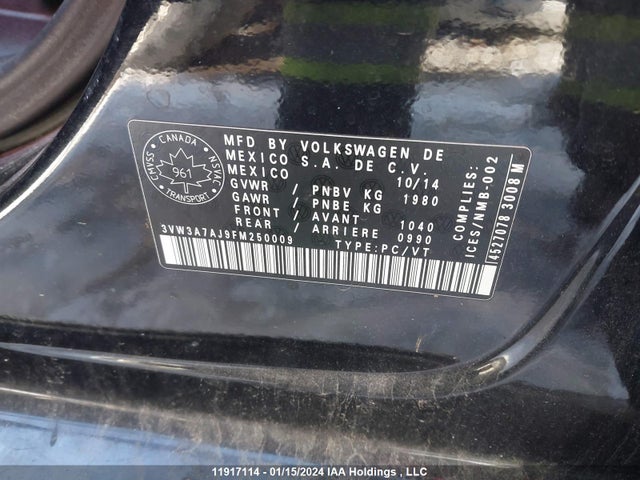 CANADA
CMVSS NSVAC
961
TRANSPORT
MFD BY VOLKSWAGEN DE
MEXICO S.A. DE C.V.
MEXICO 10/14
GVWR / PNBV KG 1980
GAWR / PNBE KG
FRONT / AVANT 1040
REAR / ARRIERE 0990
3VW3A7AJ9FM250009 TYPE:PC/VT
COMPLIES:
ICES/NMB-002
14527078 3008 M
11917114 - 01/15/2024 IAA Holdings , LLC